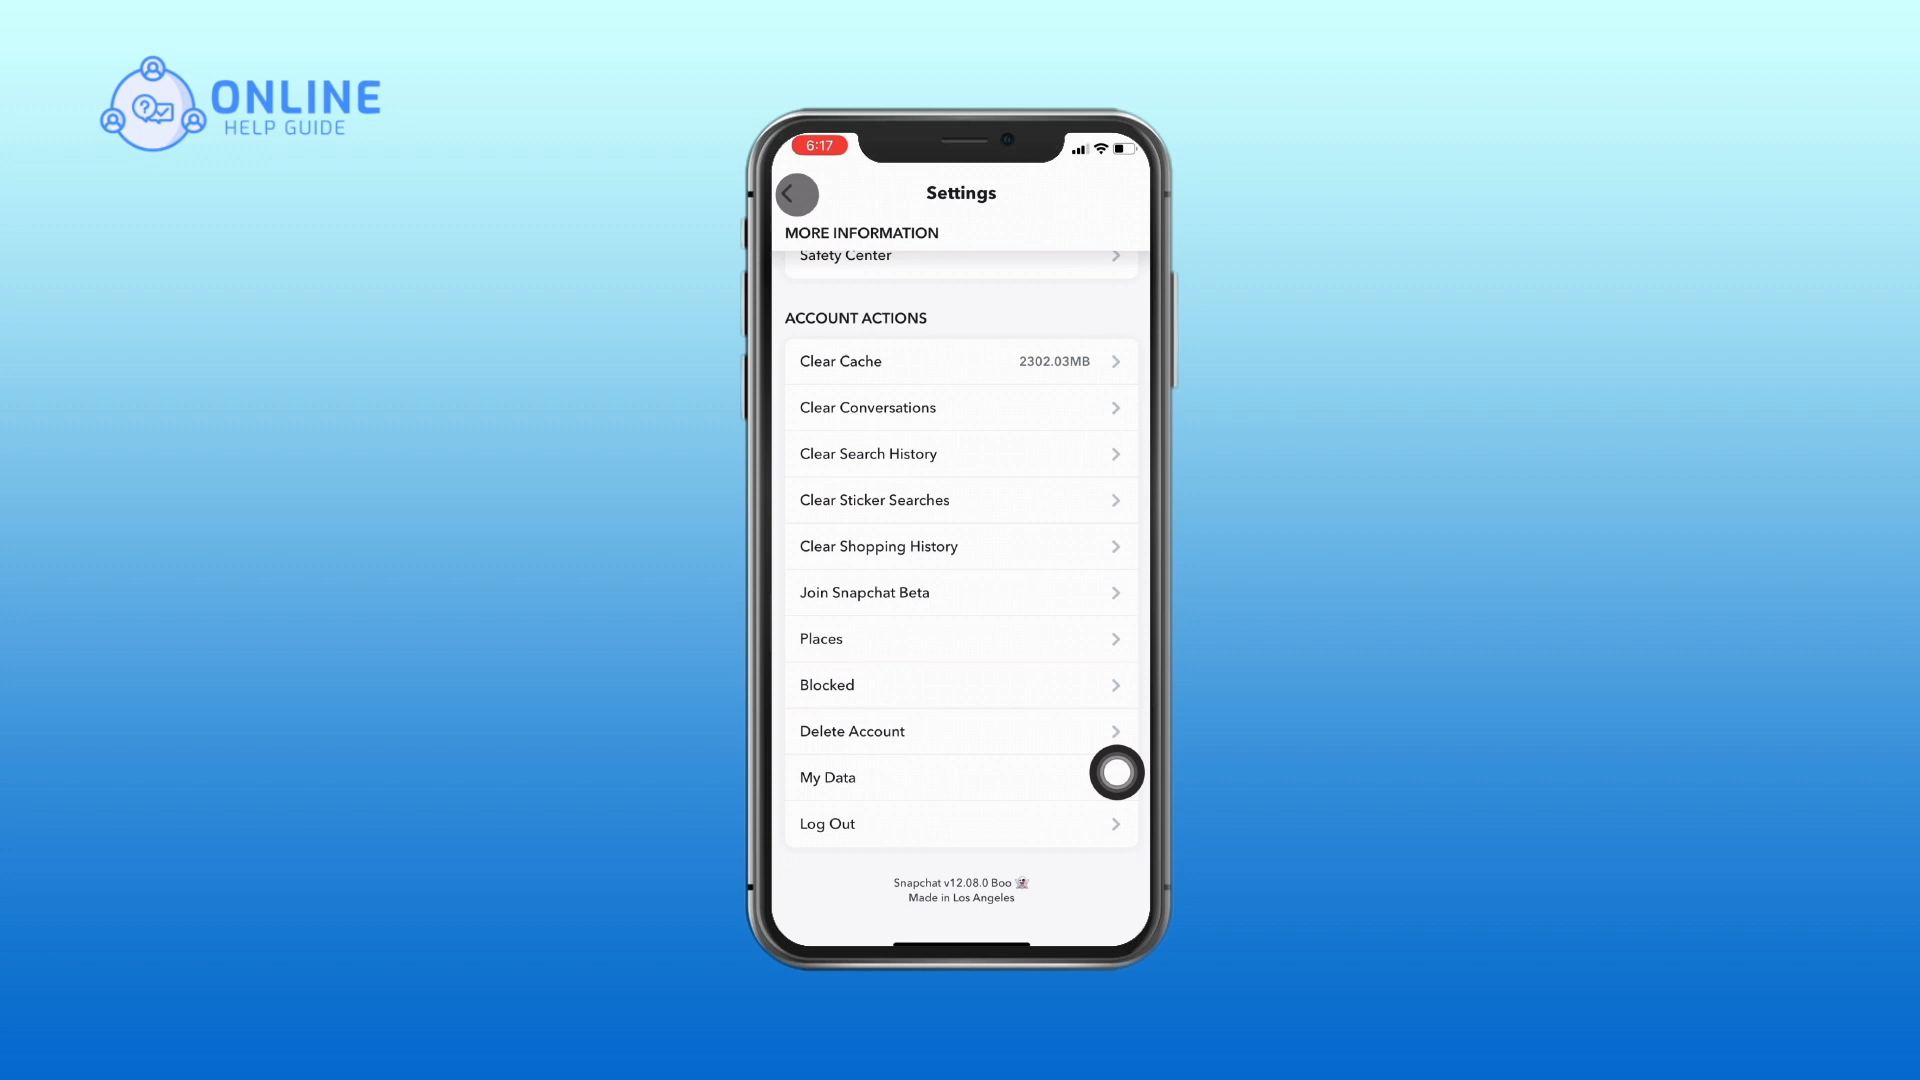 ONLINE
HELP GUIDE
6:17
Settings
MORE INFORMATION
Safety Center
ACCOUNT ACTIONS
Clear Cache 2302.03MB
Clear Conversations
Clear Search History
Clear Sticker Searches
Clear Shopping History
Join Snapchat Beta
Places
Blocked
Delete Account
My Data
Log Out
Snapchat v12.08.0 Boo 👻
Made in Los Angeles